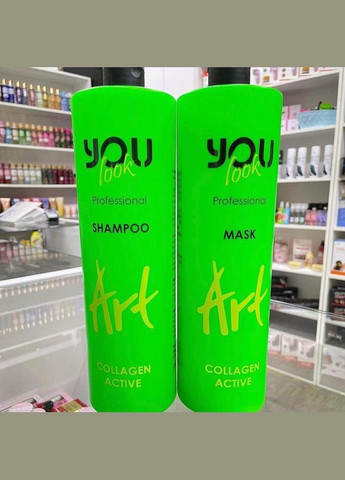 YOU
look
Professional
SHAMPOO
Art
COLLAGEN
ACTIVE
YOU
look
Professional
MASK
Art
COLLAGEN
ACTIVE